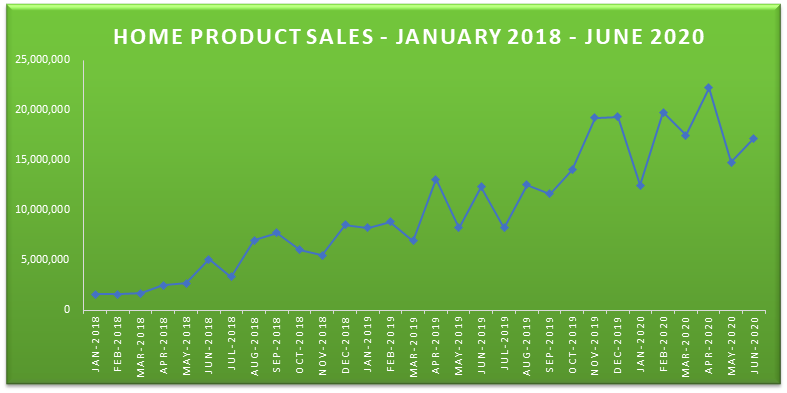 HOME PRODUCT SALES - JANUARY 2018 - JUNE 2020
25,000,000
20,000,000
15,000,000
10,000,000
5,000,000
0
JAN-2018
FEB-2018
MAR-2018
APR-2018
MAY-2018
JUN-2018
JUL-2018
AUG-2018
SEP-2018
OCT-2018
NOV-2018
DEC-2018
JAN-2019
FEB-2019
MAR-2019
APR-2019
MAY-2019
JUN-2019
JUL-2019
AUG-2019
SEP-2019
OCT-2019
NOV-2019
DEC-2019
JAN-2020
FEB-2020
MAR-2020
APR-2020
MAY-2020
JUN-2020